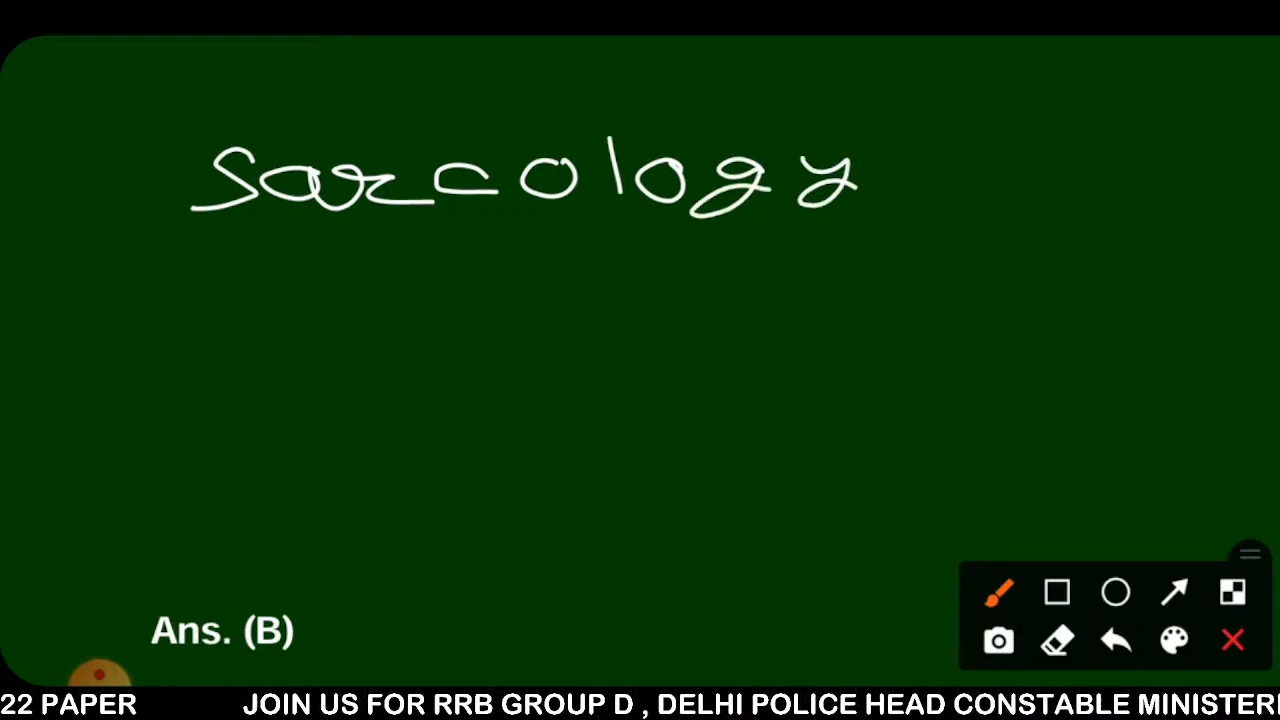 Sarcology
Ans. (B)
22 PAPER JOIN US FOR RRB GROUP D , DELHI POLICE HEAD CONSTABLE MINISTER